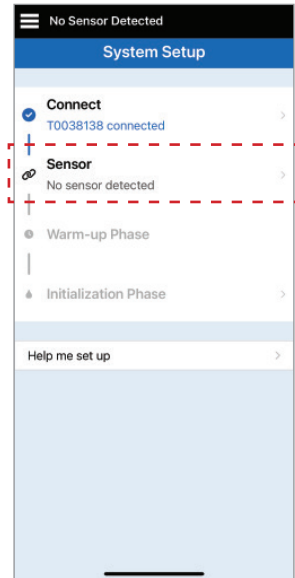 No Sensor Detected
System Setup
Connect
T0038138 connected
Sensor
No sensor detected
Warm-up Phase
Initialization Phase
Help me set up